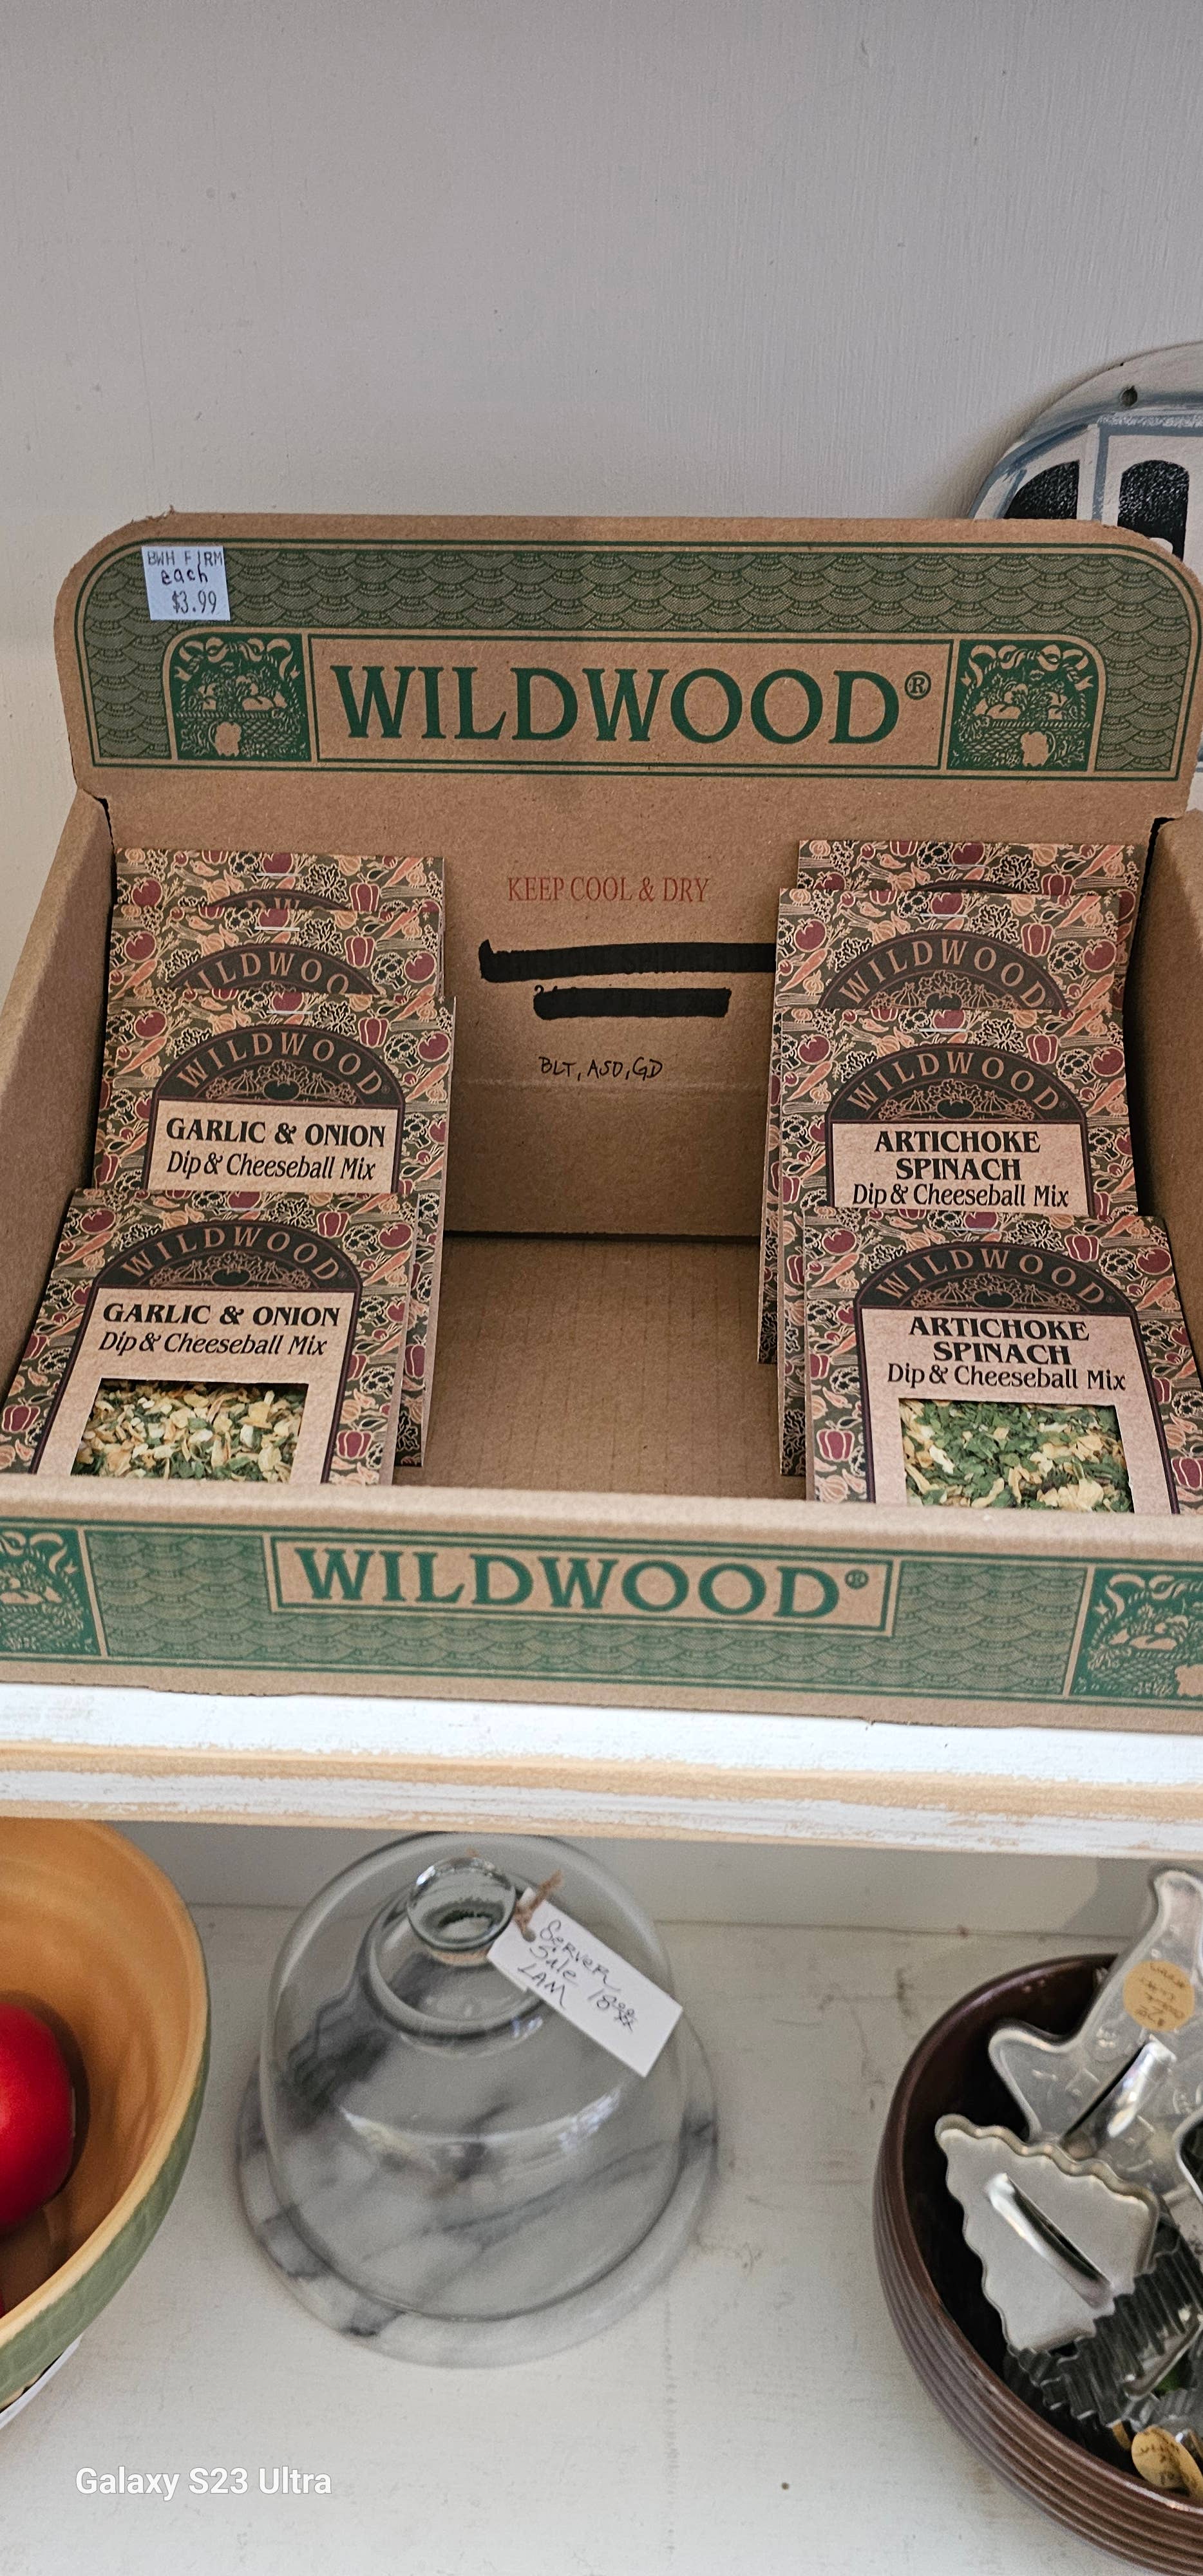 BWH FIRM
each
$3.99
WILDWOOD®
KEEP COOL & DRY
BLT, ASD, GD
WILDWOO
WILDWOOD®
GARLIC & ONION
Dip & Cheeseball Mix
WILDWOOD®
GARLIC & ONION
Dip & Cheeseball Mix
WILDWOOD®
WILDWOOD®
ARTICHOKE
SPINACH
Dip & Cheeseball Mix
WILDWOOD®
ARTICHOKE
SPINACH
Dip & Cheeseball Mix
WILDWOOD®
Server
Sale
LAM
Galaxy S23 Ultra